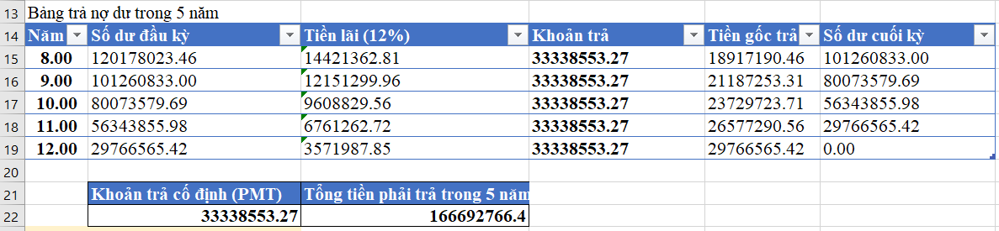 13 Bảng trả nợ dư trong 5 năm
14 Năm Số dư đầu kỳ Tiền lãi (12%) Khoản trả Tiền gốc trả Số dư cuối kỳ
15 8.00 120178023.46 14421362.81 33338553.27 18917190.46 101260833.00
16 9.00 101260833.00 12151299.96 33338553.27 21187253.31 80073579.69
17 10.00 80073579.69 9608829.56 33338553.27 23729723.71 56343855.98
18 11.00 56343855.98 6761262.72 33338553.27 26577290.56 29766565.42
19 12.00 29766565.42 3571987.85 33338553.27 29766565.42 0.00
20
21 Khoản trả cố định (PMT) Tổng tiền phải trả trong 5 năm
22 33338553.27 166692766.4